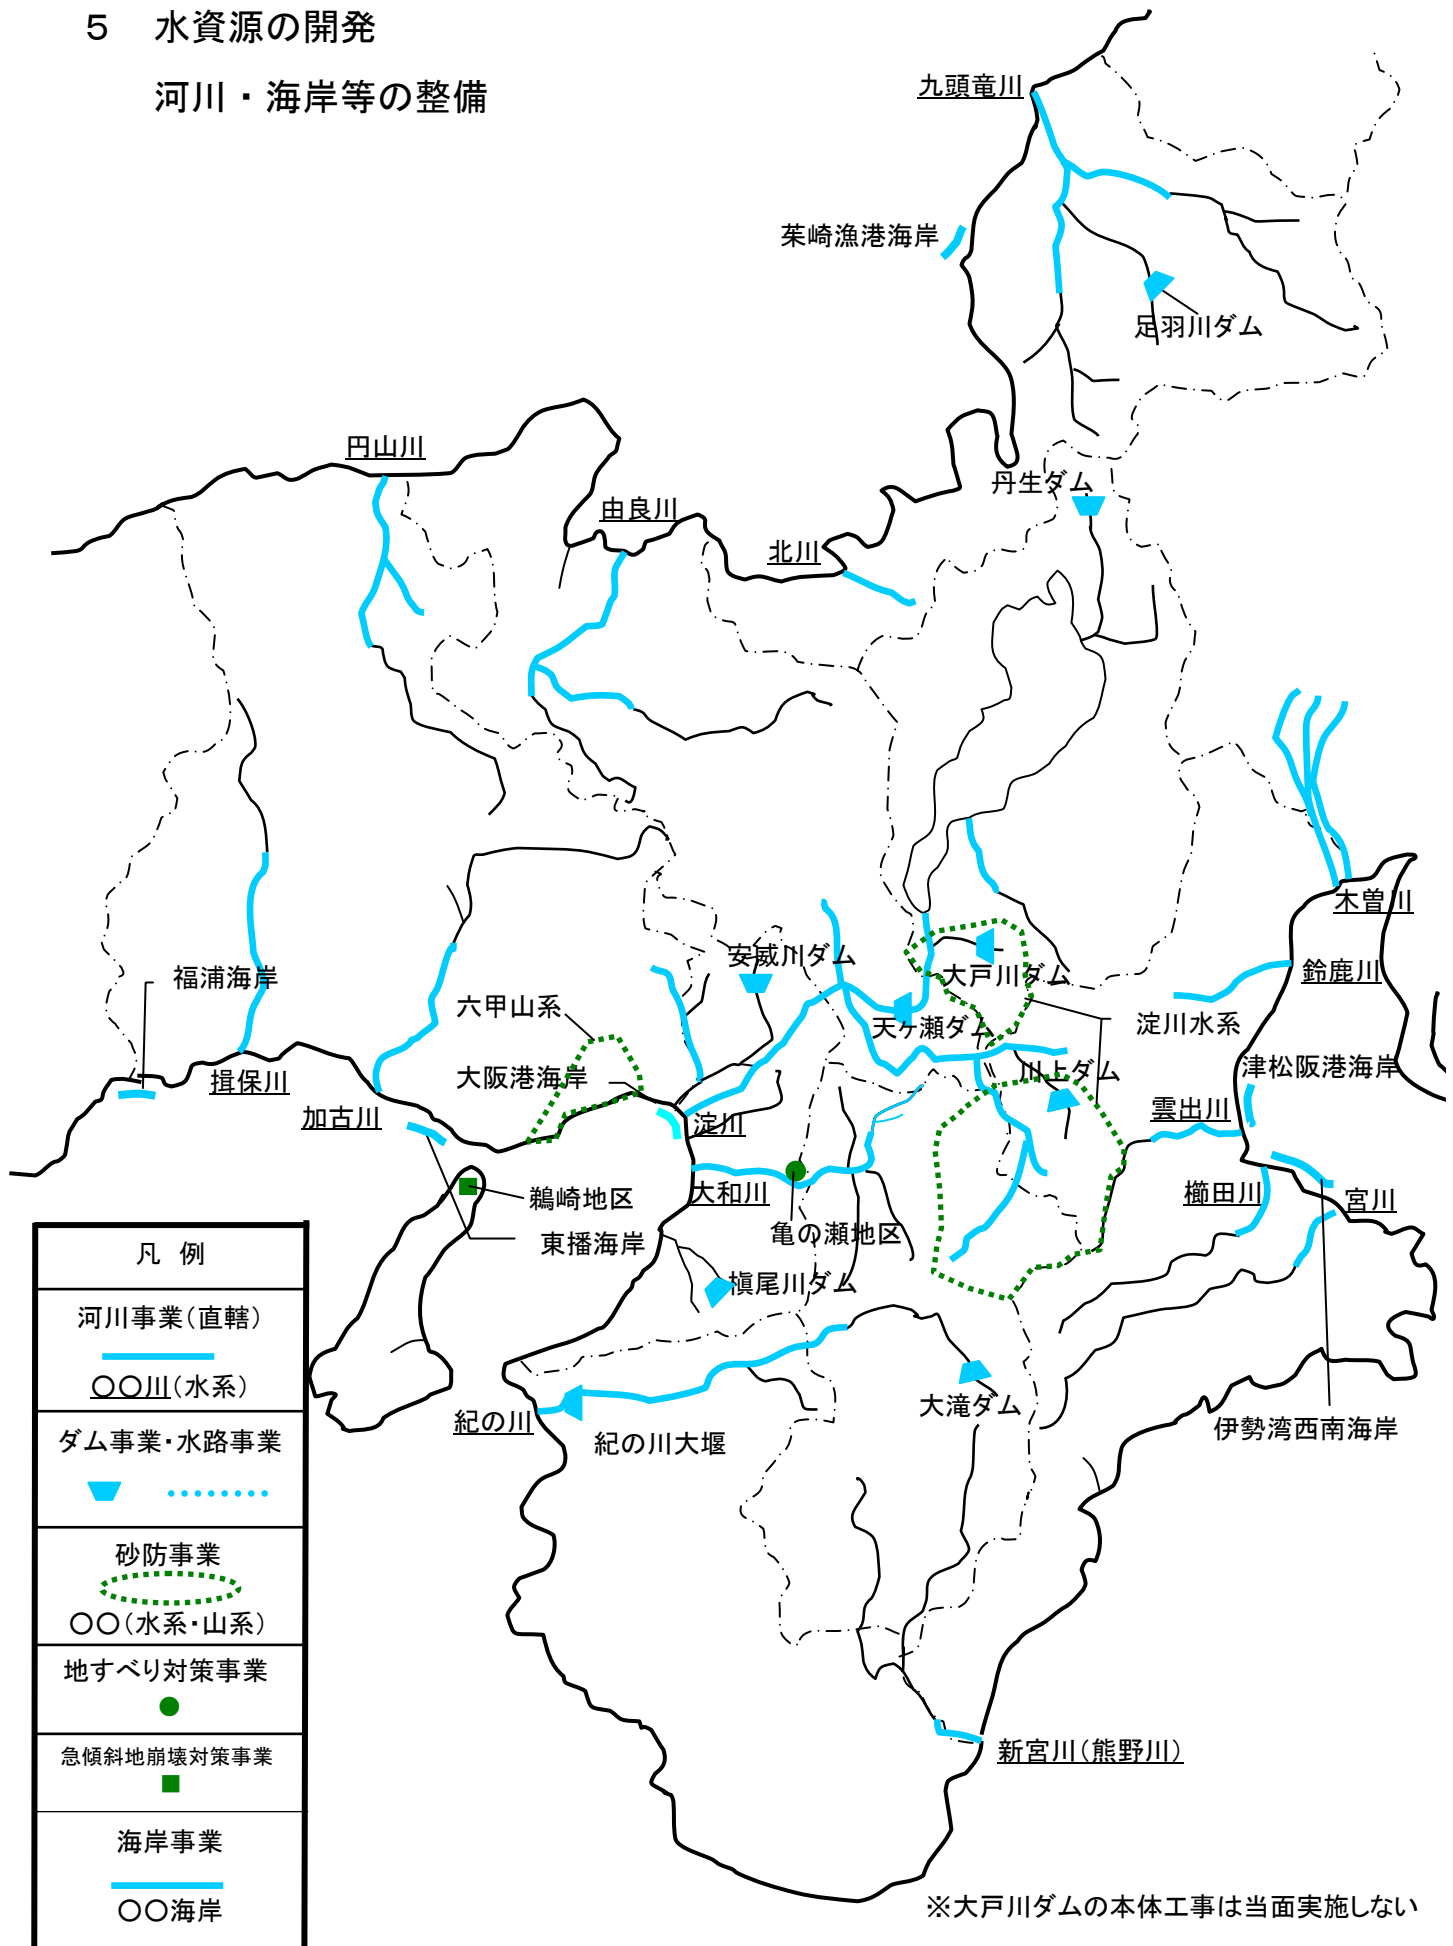 ５　水資源の開発
河川・海岸等の整備
九頭竜川
茱崎漁港海岸
足羽川ダム
円山川
丹生ダム
由良川
北川
木曽川
安威川ダム
大戸川ダム
鈴鹿川
福浦海岸
六甲山系
天ヶ瀬ダム
淀川水系
津松阪港海岸
大阪港海岸
川上ダム
揖保川
加古川
淀川
雲出川
鵜崎地区
大和川
櫛田川
宮川
東播海岸
亀の瀬地区
槇尾川ダム
凡 例
河川事業（直轄）
〇〇川（水系）
ダム事業・水路事業
砂防事業
〇〇（水系・山系）
地すべり対策事業
急傾斜地崩壊対策事業
海岸事業
〇〇海岸
大滝ダム
紀の川
紀の川大堰
伊勢湾西南海岸
新宮川（熊野川）
※大戸川ダムの本体工事は当面実施しない